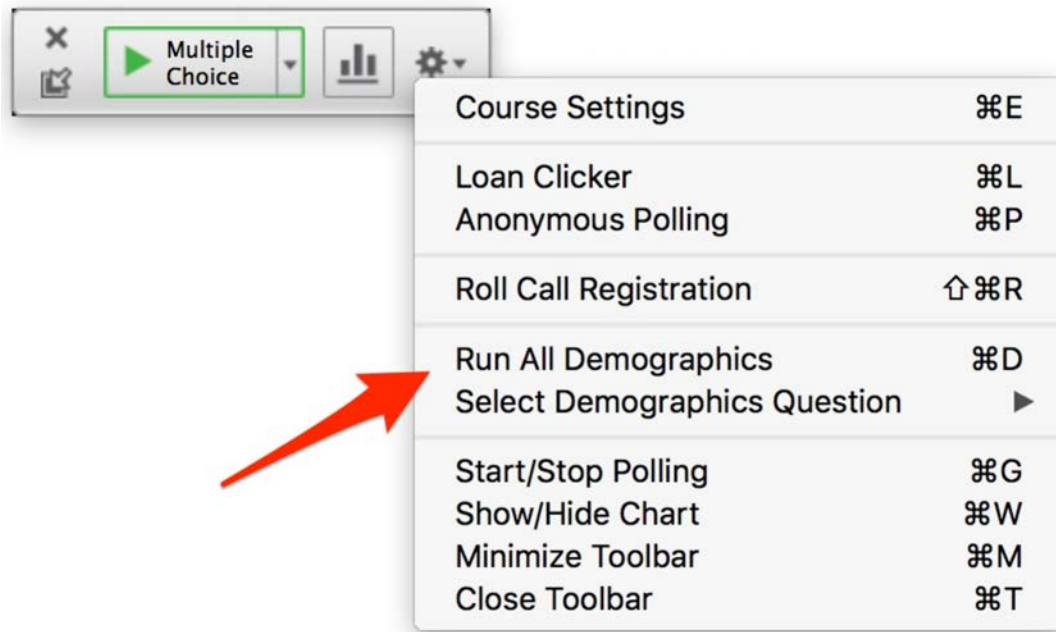 Multiple
Choice
Course Settings ⌘E
Loan Clicker ⌘L
Anonymous Polling ⌘P
Roll Call Registration ⇧⌘R
Run All Demographics ⌘D
Select Demographics Question ▶
Start/Stop Polling ⌘G
Show/Hide Chart ⌘W
Minimize Toolbar ⌘M
Close Toolbar ⌘T